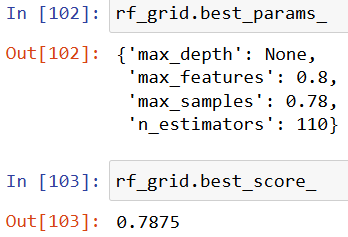 In [102]: rf_grid.best_params_
Out[102]: {'max_depth': None,
'max_features': 0.8,
'max_samples': 0.78,
'n_estimators': 110}
In [103]: rf_grid.best_score_
Out[103]: 0.7875